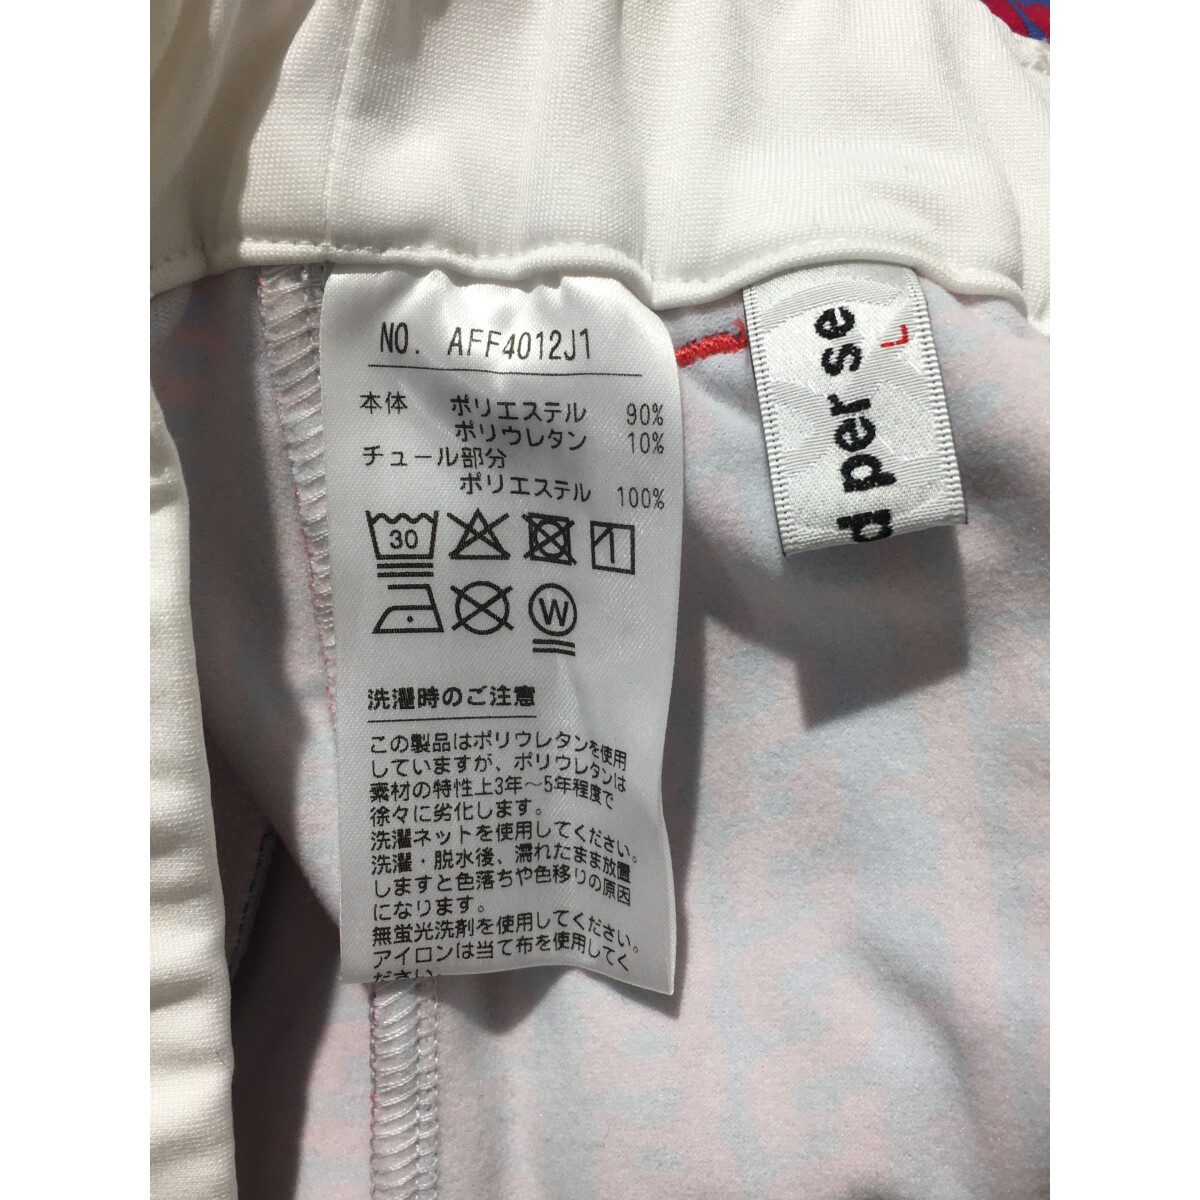 NO. AFF4012J1
本体 ポリエステル 90%
ポリウレタン 10%
チュール部分
ポリエステル 100%
30
1
W
洗濯時のご注意
この製品はポリウレタンを使用
していますが、ポリウレタンは
素材の特性上3年～5年程度で
徐々に劣化します。
洗濯ネットを使用してください。
洗濯・脱水後、濡れたまま放置
しますと色落ちや色移りの原因
になります。
無蛍光洗剤を使用してください。
アイロンは当て布を使用してく
ださい。
d per se
L